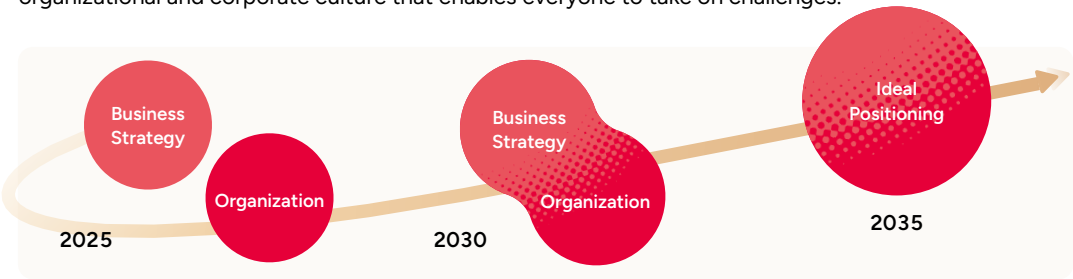 organizational and corporate culture that enables everyone to take on challenges.
Business
Strategy
Organization
2025
Business
Strategy
Organization
2030
Ideal
Positioning
2035